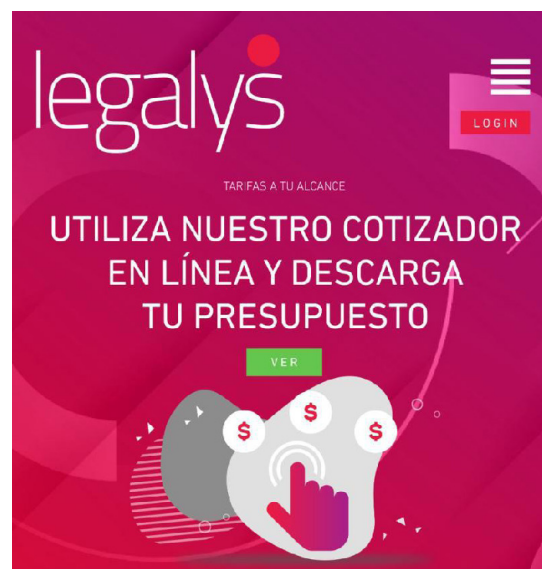 legalys
LOGIN
TARIFAS A TU ALCANCE
UTILIZA NUESTRO COTIZADOR
EN LÍNEA Y DESCARGA
TU PRESUPUESTO
VER
$ $ $